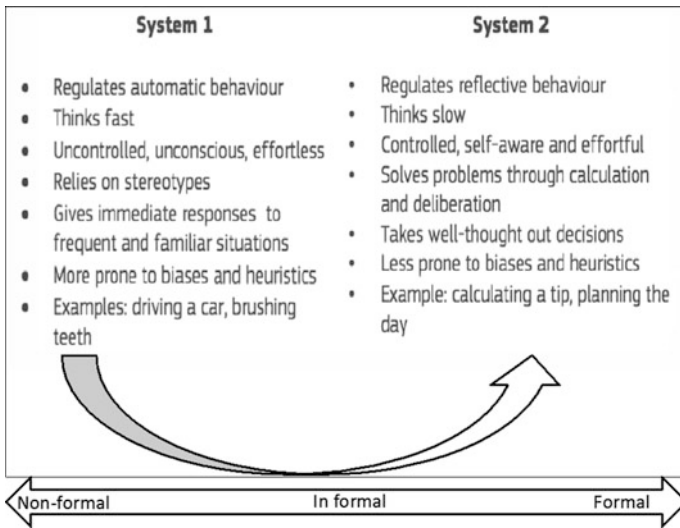 System 1
• Regulates automatic behaviour
• Thinks fast
• Uncontrolled, unconscious, effortless
• Relies on stereotypes
• Gives immediate responses to
frequent and familiar situations
• More prone to biases and heuristics
• Examples: driving a car, brushing
teeth
System 2
• Regulates reflective behaviour
• Thinks slow
• Controlled, self-aware and effortful
• Solves problems through calculation
and deliberation
• Takes well-thought out decisions
• Less prone to biases and heuristics
• Example: calculating a tip, planning the
day
Non-formal
In formal
Formal